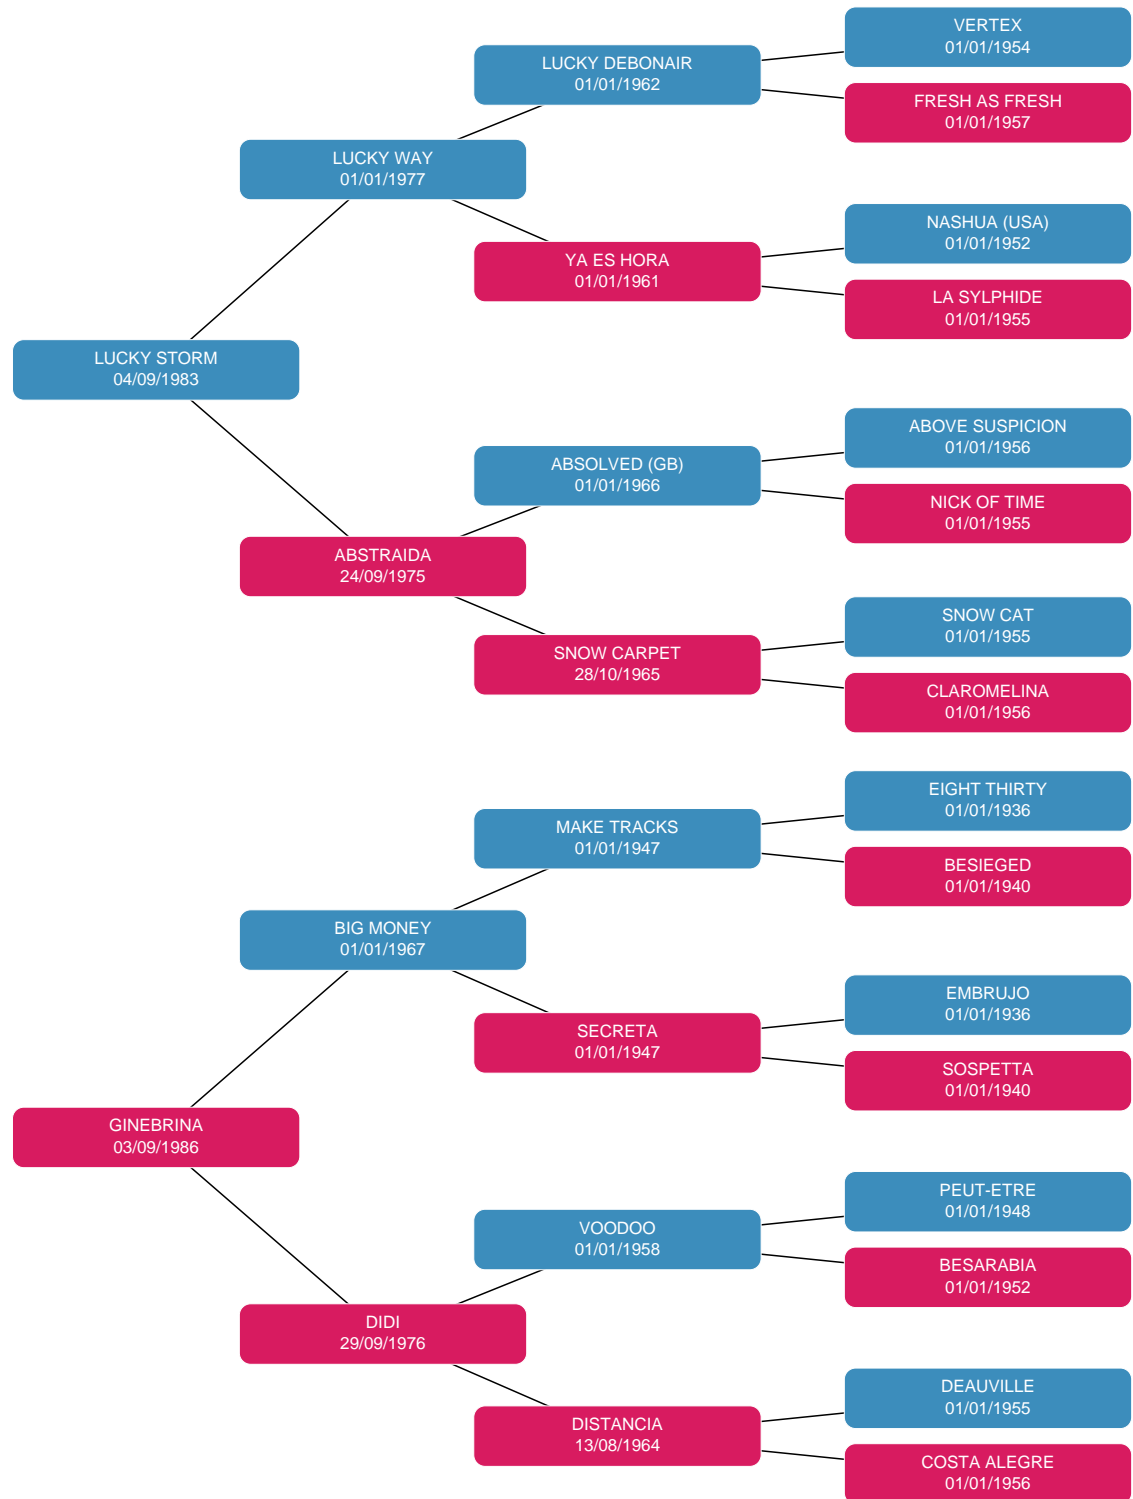 VERTEX
01/01/1954
LUCKY DEBONAIR
01/01/1962
FRESH AS FRESH
01/01/1957
LUCKY WAY
01/01/1977
NASHUA (USA)
01/01/1952
YA ES HORA
01/01/1961
LA SYLPHIDE
01/01/1955
LUCKY STORM
04/09/1983
ABOVE SUSPICION
01/01/1956
ABSOLVED (GB)
01/01/1966
NICK OF TIME
01/01/1955
ABSTRAIDA
24/09/1975
SNOW CAT
01/01/1955
SNOW CARPET
28/10/1965
CLAROMELINA
01/01/1956
EIGHT THIRTY
01/01/1936
MAKE TRACKS
01/01/1947
BESIEGED
01/01/1940
BIG MONEY
01/01/1967
EMBRUJO
01/01/1936
SECRETA
01/01/1947
SOSPETTA
01/01/1940
GINEBRINA
03/09/1986
PEUT-ETRE
01/01/1948
VOODOO
01/01/1958
BESARABIA
01/01/1952
DIDI
29/09/1976
DEAUVILLE
01/01/1955
DISTANCIA
13/08/1964
COSTA ALEGRE
01/01/1956